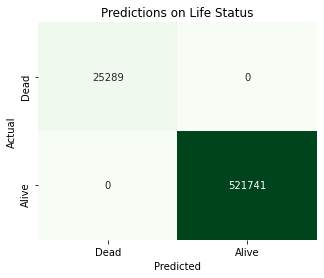 Predictions on Life Status
Actual
Dead
25289 0
Alive
0 521741
Dead Alive
Predicted